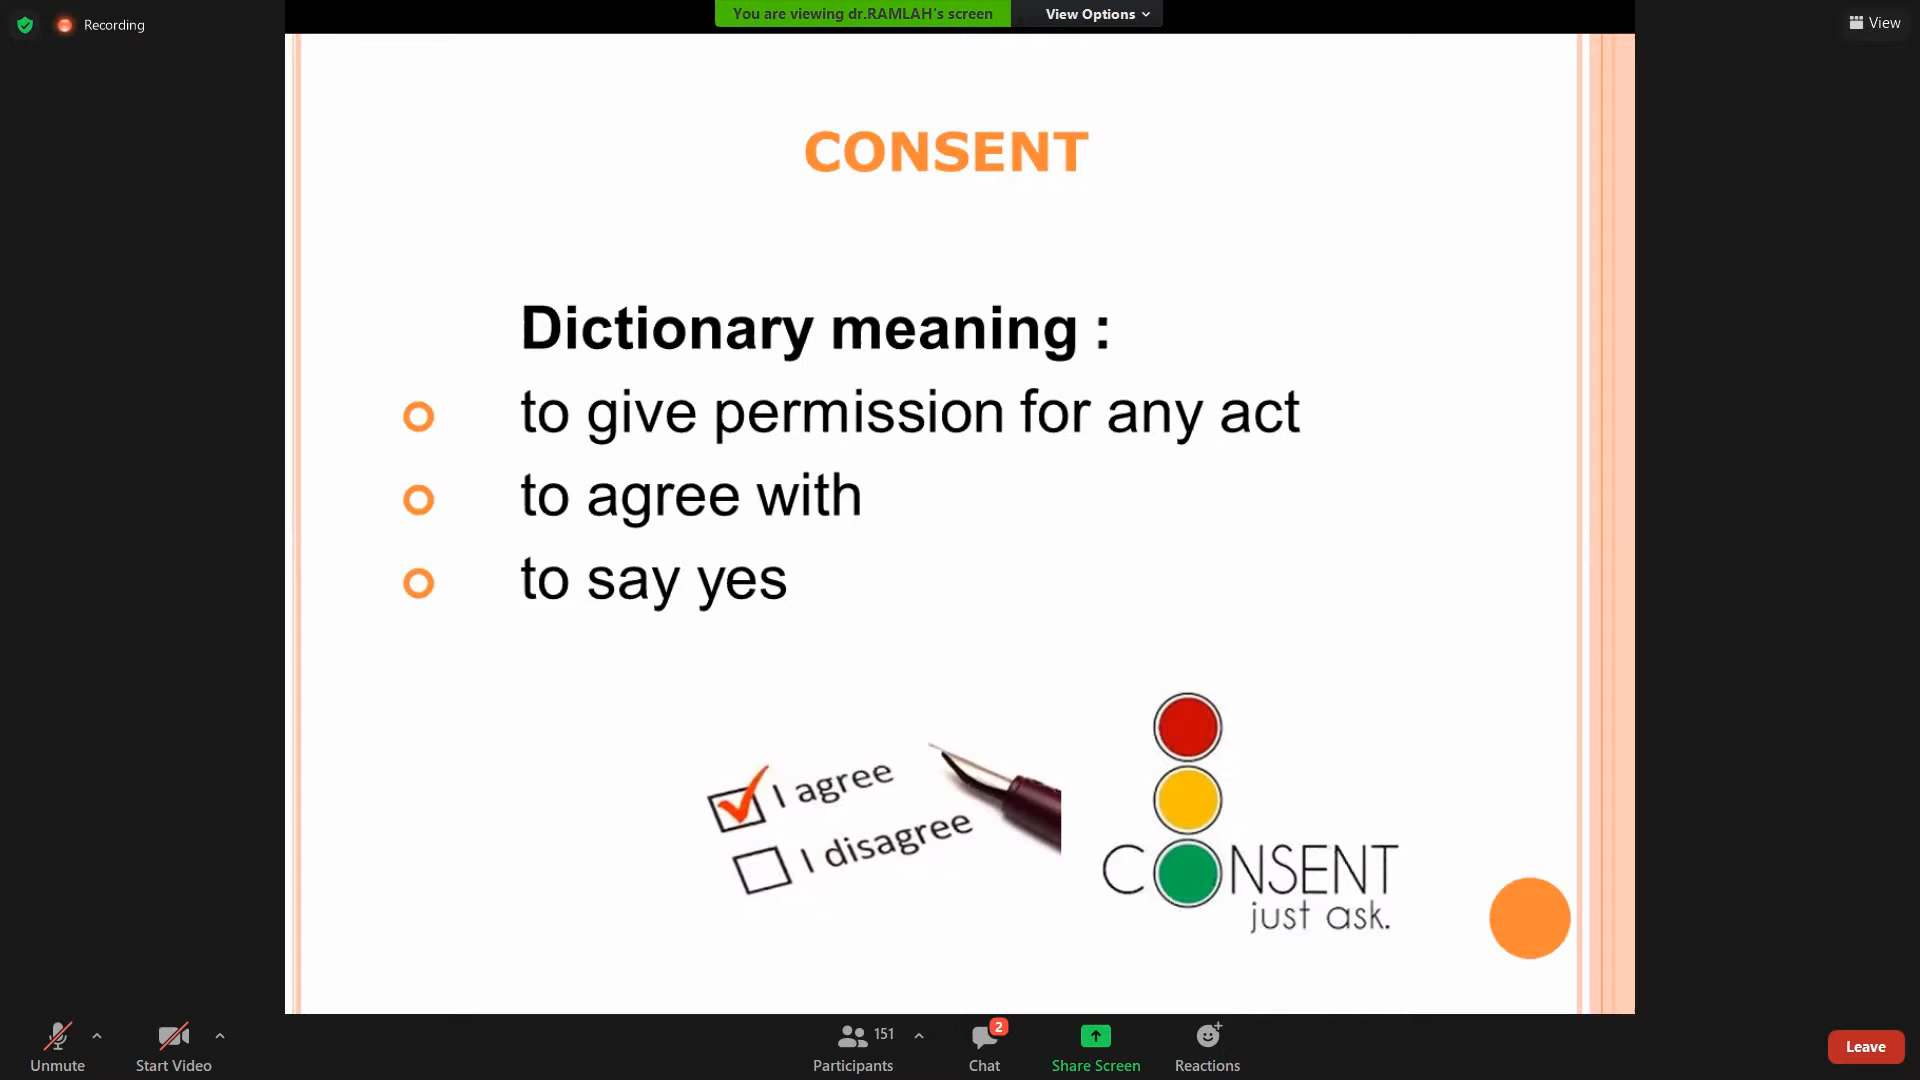 You are viewing dr.RAMLAH's screen
View Options
Recording
View
CONSENT
Dictionary meaning :
to give permission for any act
to agree with
to say yes
I agree
I disagree
CONSENT
just ask.
Unmute
Start Video
151
Participants
2
Chat
Share Screen
Reactions
Leave